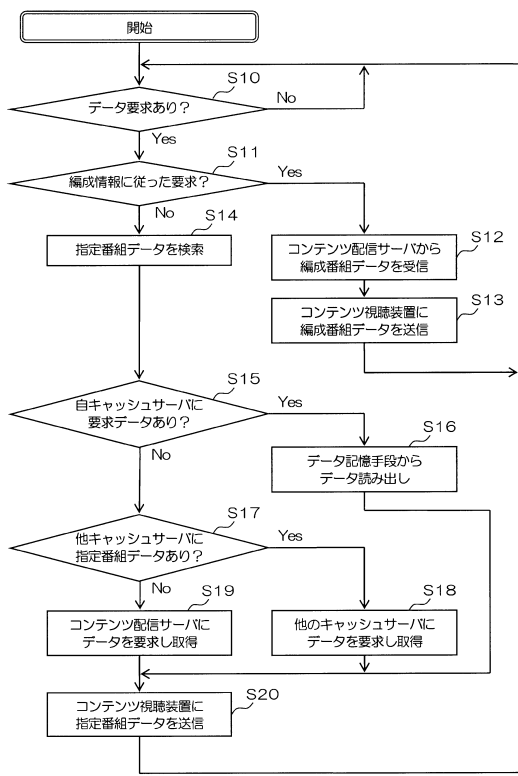 開始
S10
データ要求あり？
No
Yes
S11
編成情報に従った要求？
Yes
No
S14
指定番組データを検索
S12
コンテンツ配信サーバから
編成番組データを受信
S13
コンテンツ視聴装置に
編成番組データを送信
S15
自キャッシュサーバに
要求データあり？
Yes
No
S16
データ記憶手段から
データ読み出し
S17
他キャッシュサーバに
指定番組データあり？
Yes
No
S19
コンテンツ配信サーバに
データを要求し取得
S18
他のキャッシュサーバに
データを要求し取得
S20
コンテンツ視聴装置に
指定番組データを送信